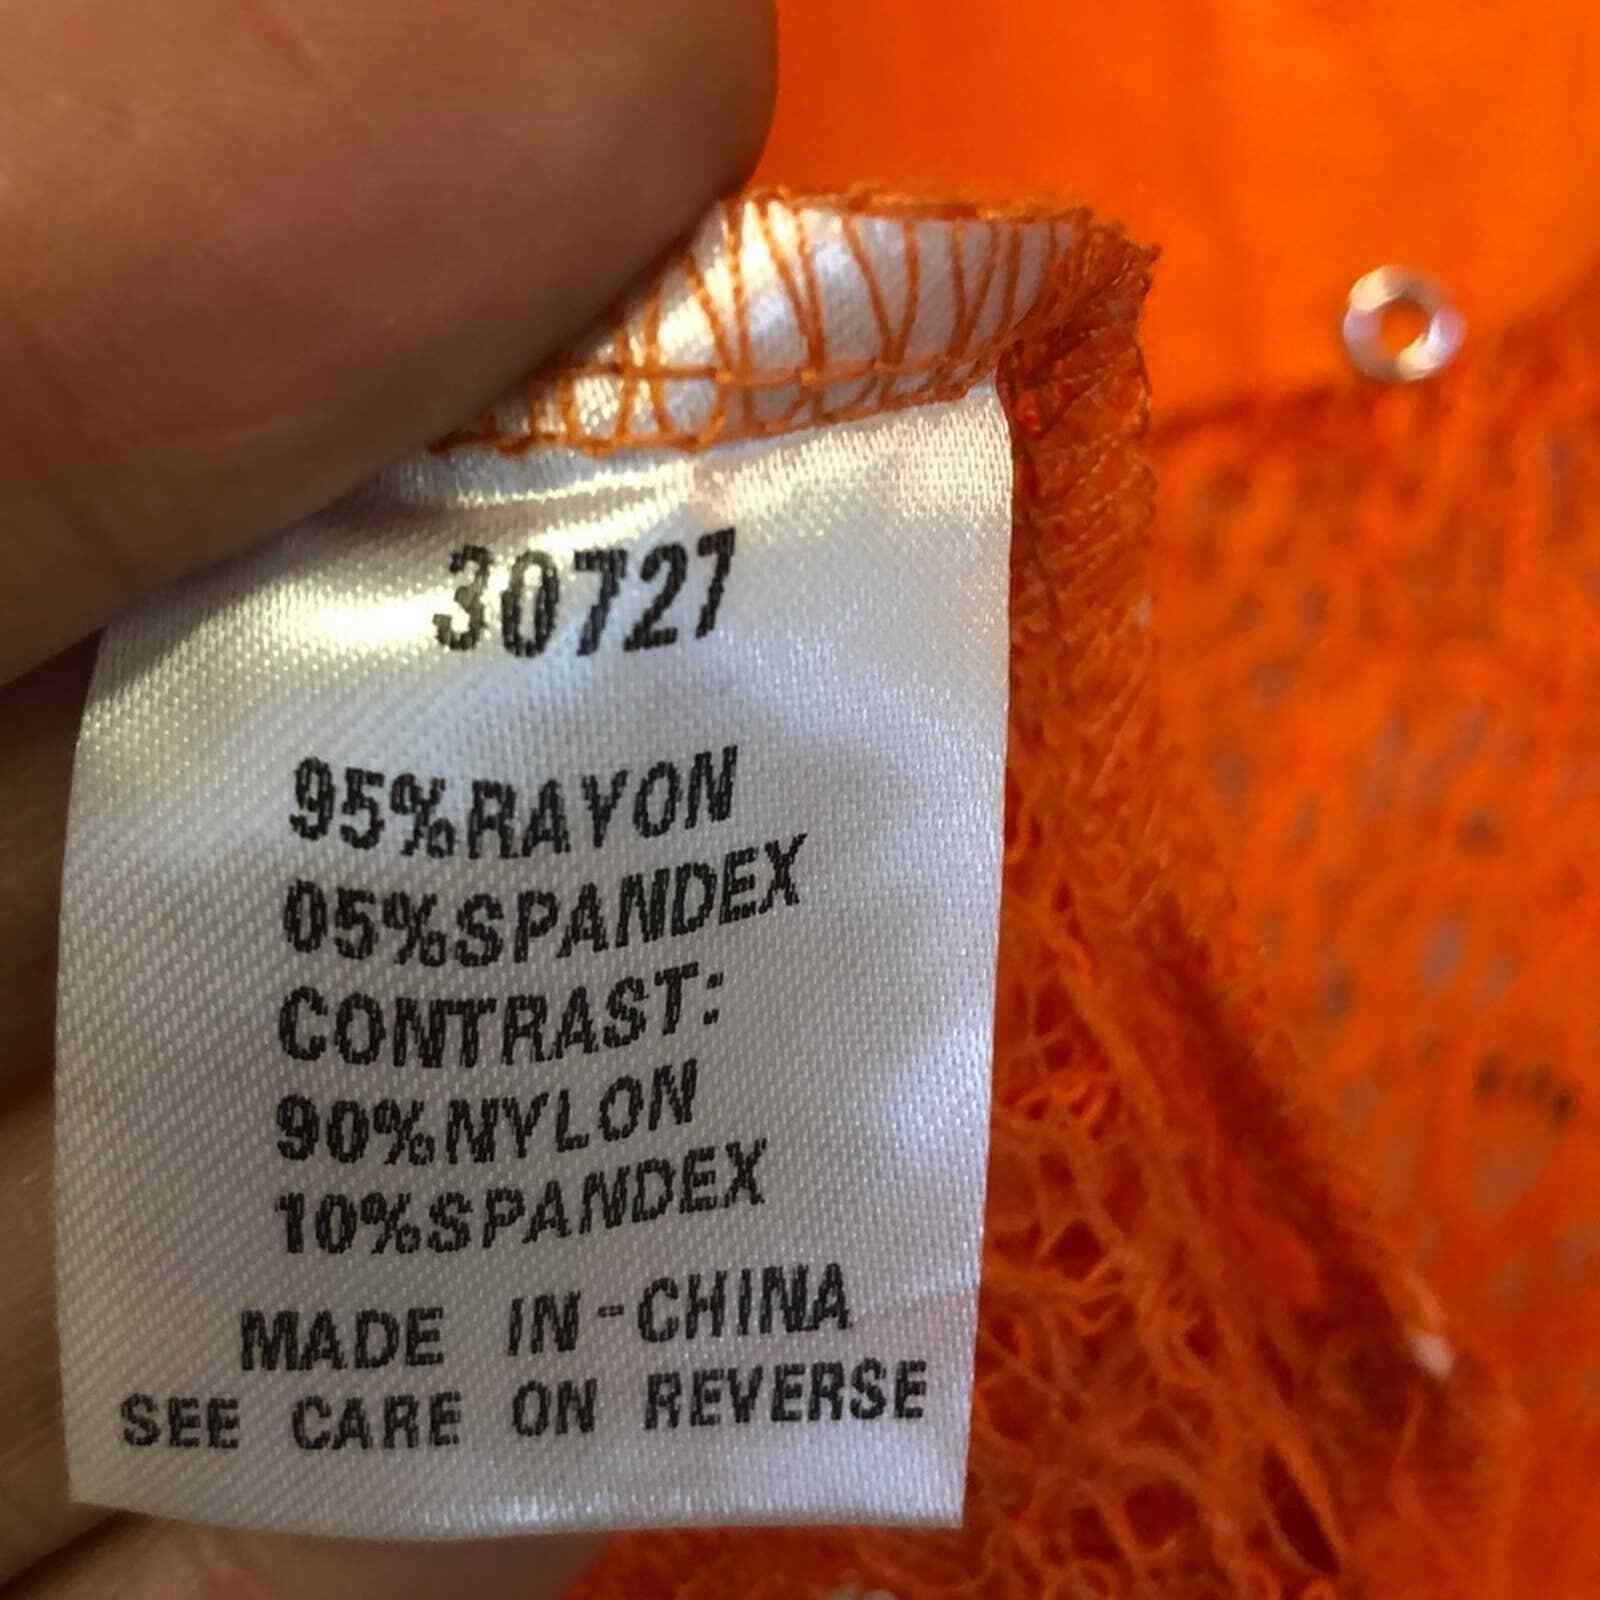 30727
95%RAYON
05%SPANDEX
CONTRAST:
90%NYLON
10%SPANDEX
MADE IN-CHINA
SEE CARE ON REVERSE